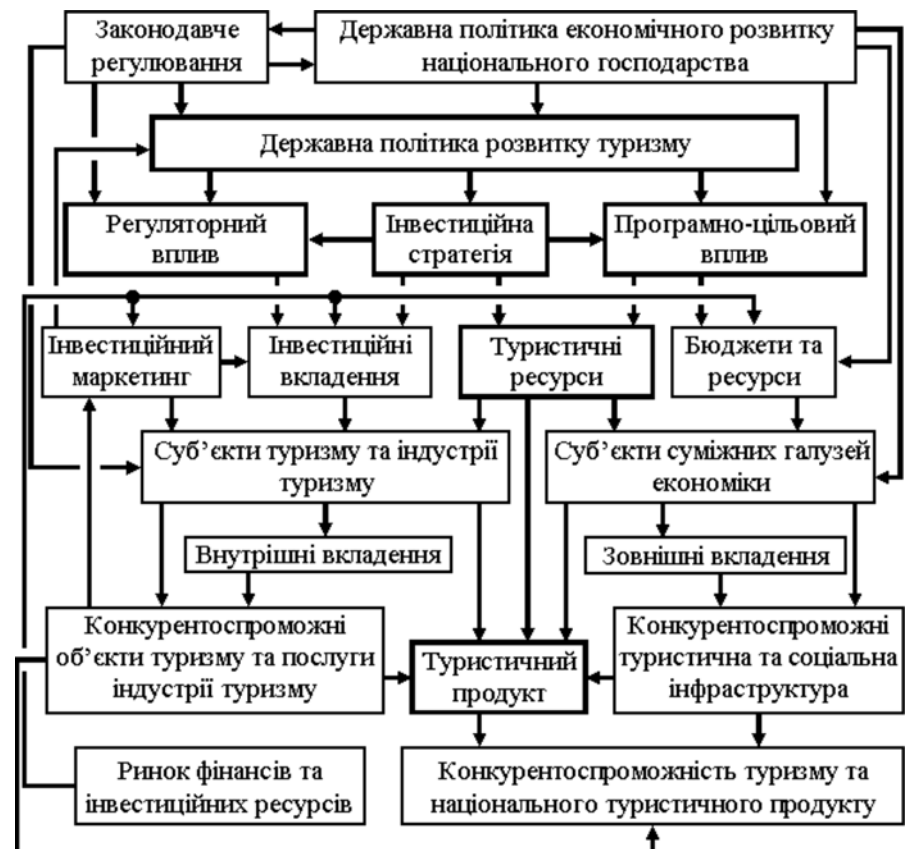 Законодавче
регулювання
Державна політика економічного розвитку
національного господарства
Державна політика розвитку туризму
Регуляторний
вплив
Інвестиційна
стратегія
Програмно-цільовий
вплив
Інвестиційний
маркетинг
Інвестиційні
вкладення
Туристичні
ресурси
Бюджети та
ресурси
Суб’єкти туризму та індустрії
туризму
Суб’єкти суміжних галузей
економіки
Внутрішні вкладення
Зовнішні вкладення
Конкурентоспроможні
об’єкти туризму та послуги
індустрії туризму
Туристичний
продукт
Конкурентоспроможні
туристична та соціальна
інфраструктура
Ринок фінансів та
інвестиційних ресурсів
Конкурентоспроможність туризму та
національного туристичного продукту